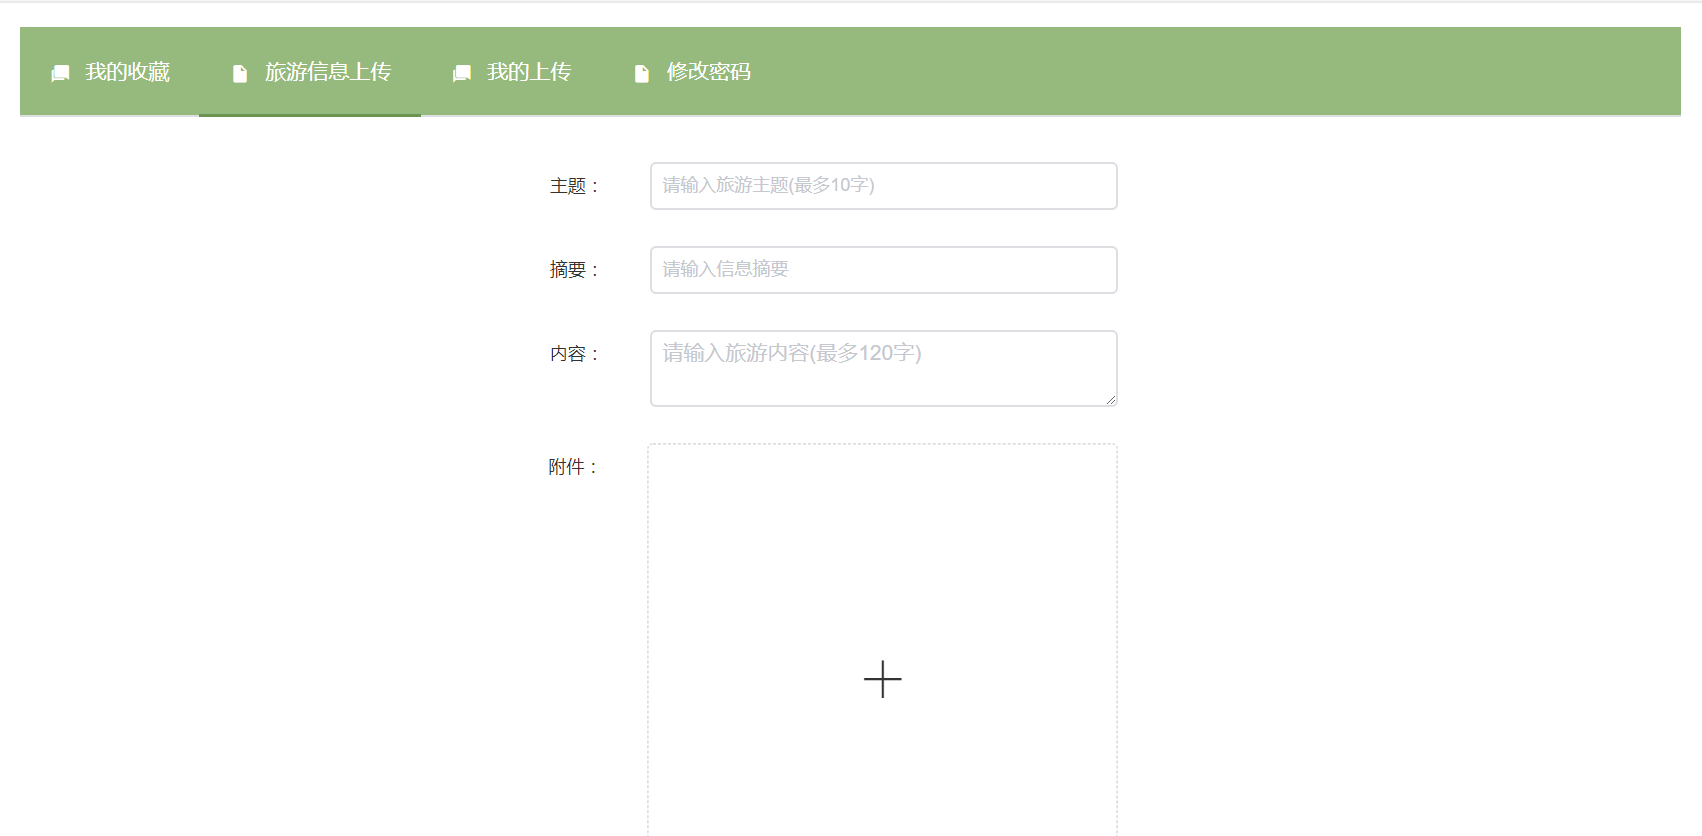 我的收藏 旅游信息上传 我的上传 修改密码
主题： 请输入旅游主题(最多10字)
摘要： 请输入信息摘要
内容： 请输入旅游内容(最多120字)
附件：